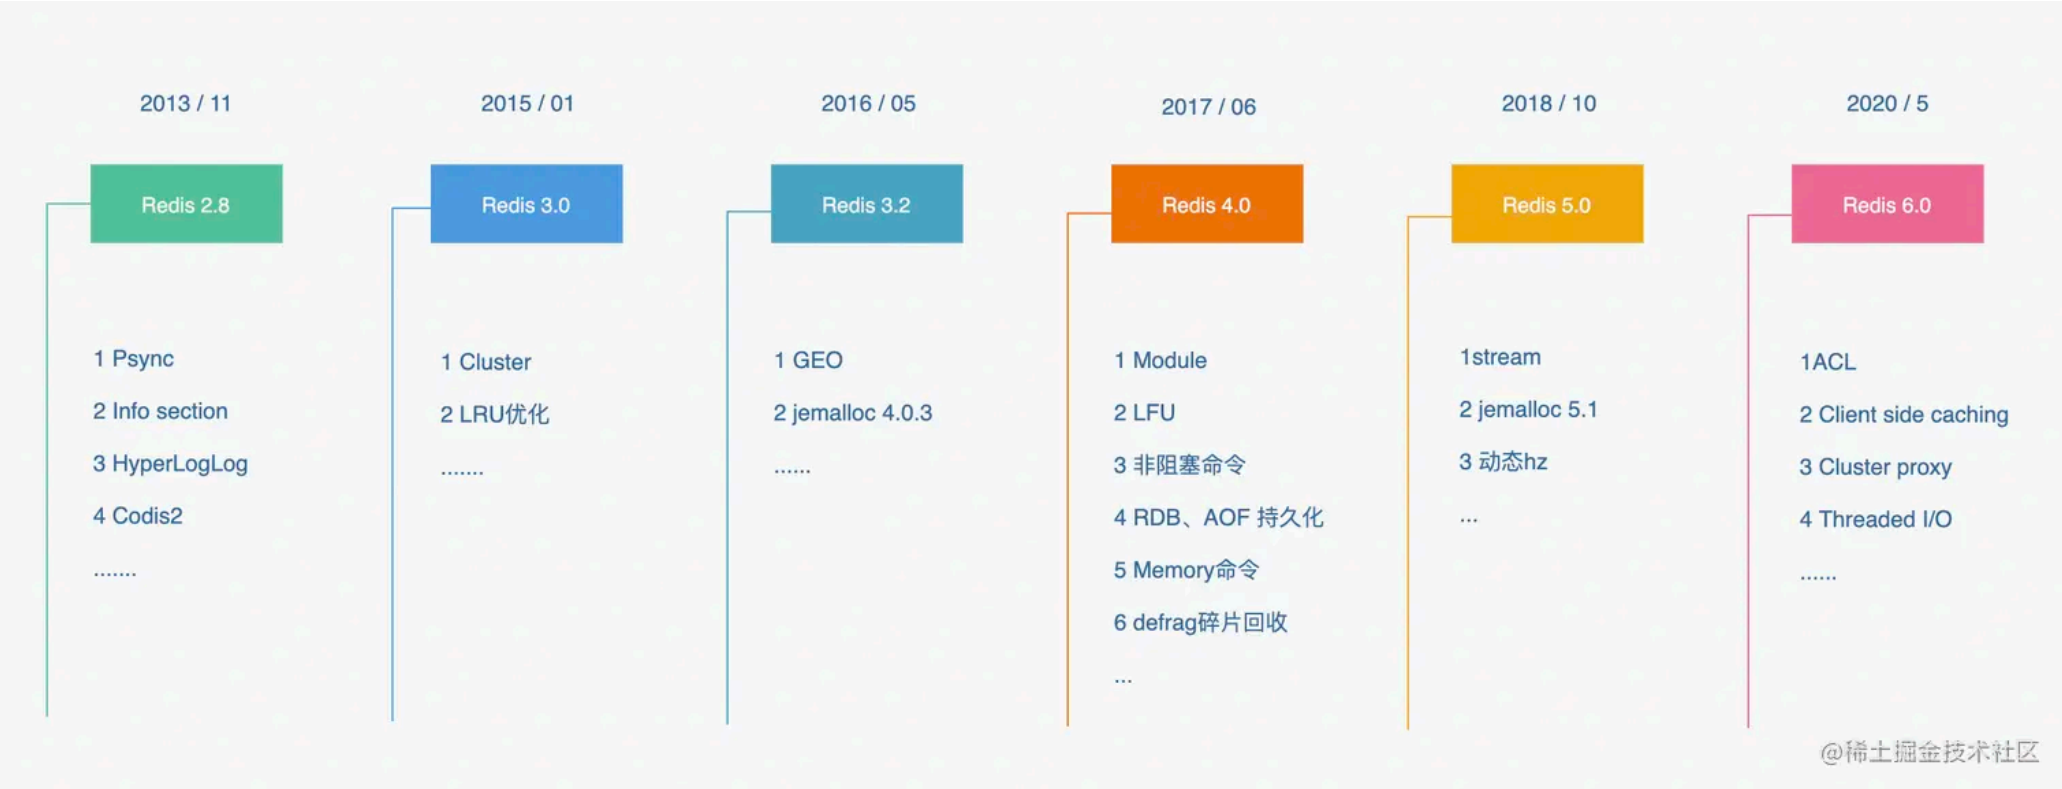 2013 / 11
Redis 2.8
1 Psync
2 Info section
3 HyperLogLog
4 Codis2
.......
2015 / 01
Redis 3.0
1 Cluster
2 LRU优化
.......
2016 / 05
Redis 3.2
1 GEO
2 jemalloc 4.0.3
......
2017 / 06
Redis 4.0
1 Module
2 LFU
3 非阻塞命令
4 RDB、AOF 持久化
5 Memory命令
6 defrag碎片回收
...
2018 / 10
Redis 5.0
1stream
2 jemalloc 5.1
3 动态hz
...
2020 / 5
Redis 6.0
1ACL
2 Client side caching
3 Cluster proxy
4 Threaded I/O
......
@稀土掘金技术社区